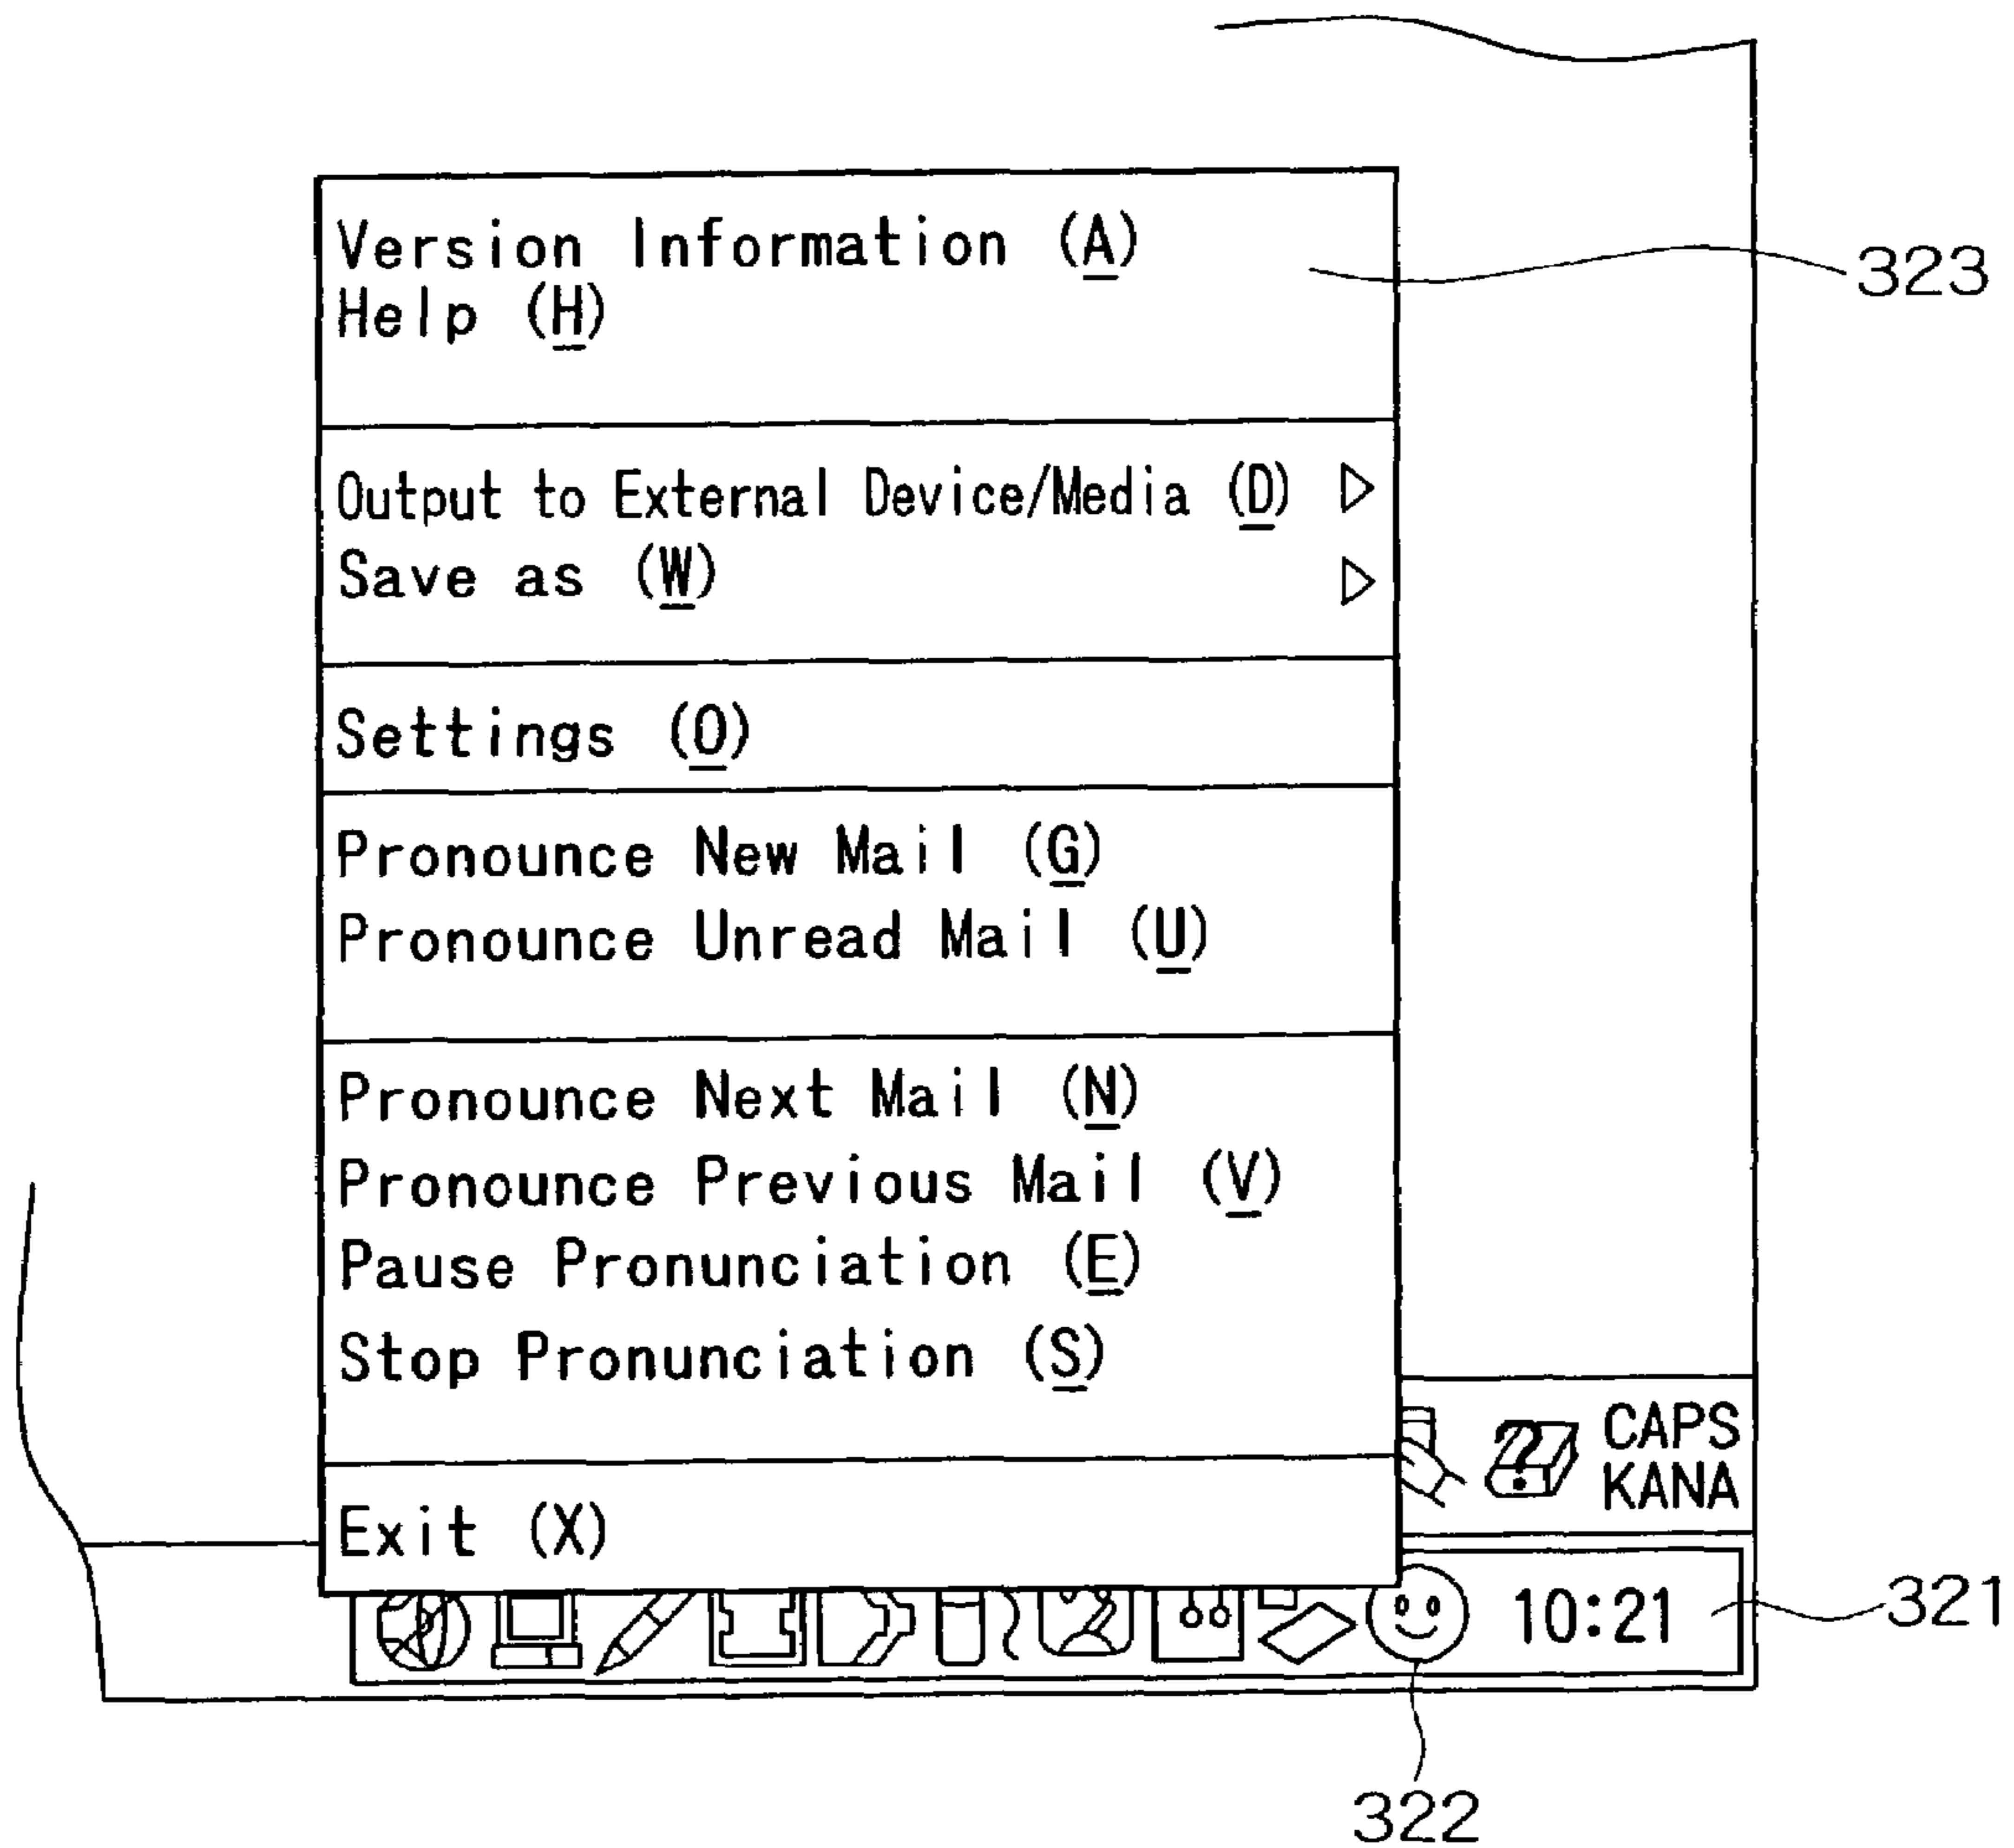 Version Information (A)
323
Help (H)
Output to External Device/Media (D)
Save as (W)
Settings (O)
Pronounce New Mail (G)
Pronounce Unread Mail (U)
Pronounce Next Mail (N)
Pronounce Previous Mail (V)
Pause Pronunciation (E)
Stop Pronunciation (S)
CAPS
KANA
Exit (X)
10:21
321
322